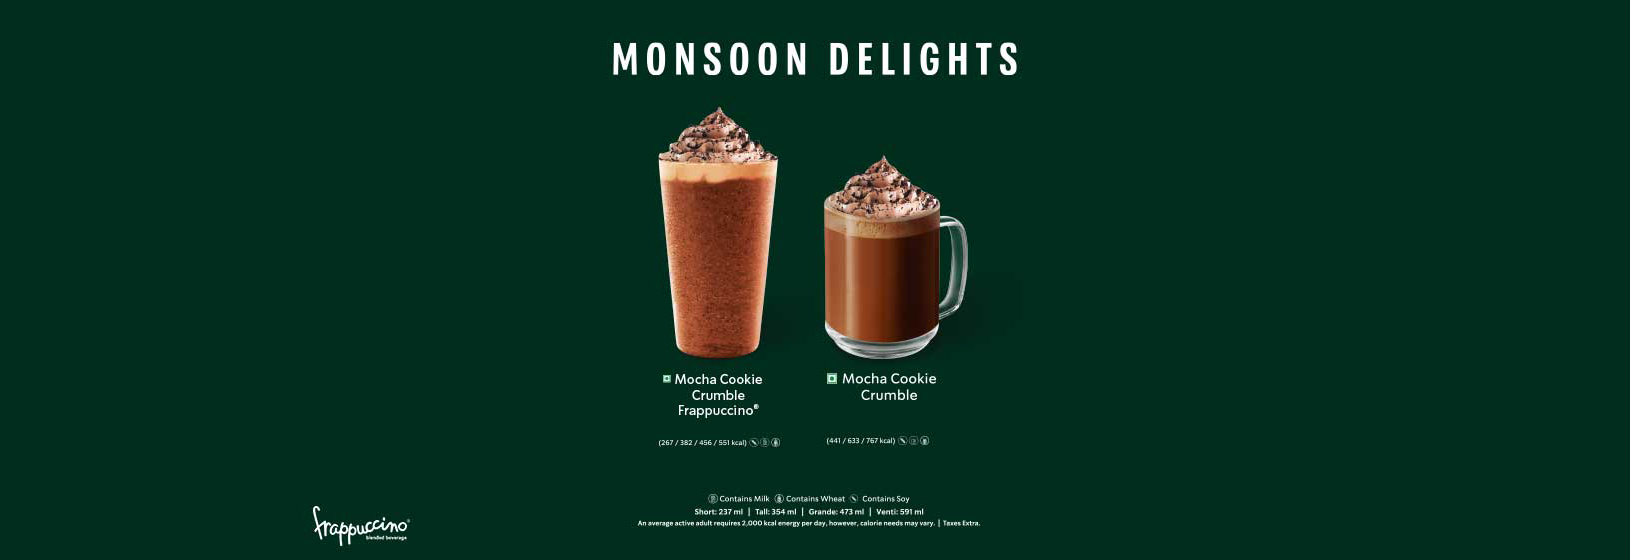 MONSOON DELIGHTS
Mocha Cookie
Crumble
Frappuccino®
(267 / 382 / 456 / 551 kcal)
Mocha Cookie
Crumble
(441 / 633 / 767 kcal)
Contains Milk Contains Wheat Contains Soy
Short: 237 ml | Tall: 354 ml | Grande: 473 ml | Venti: 591 ml
An average active adult requires 2,000 kcal energy per day, however, calorie needs may vary. | Taxes Extra.
frappuccino®
blended beverage